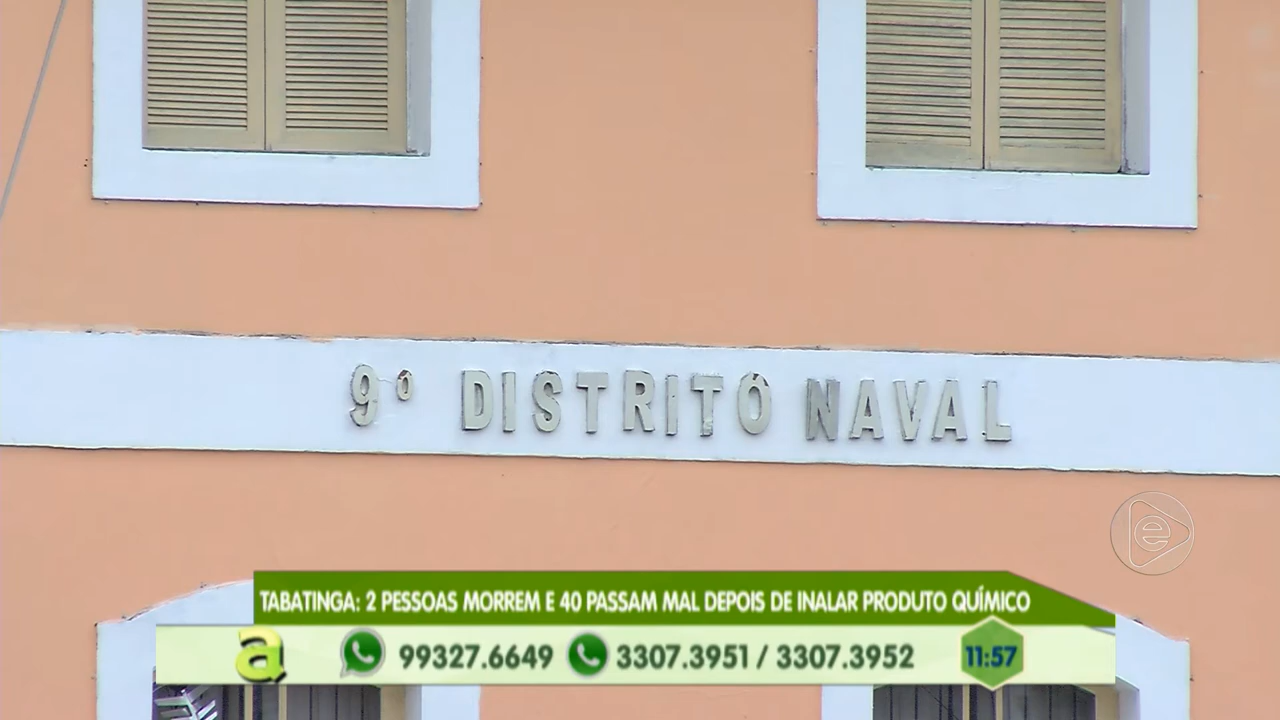 9º DISTRITO NAVAL
e
TABATINGA: 2 PESSOAS MORREM E 40 PASSAM MAL DEPOIS DE INALAR PRODUTO QUÍMICO
a 99327.6649 3307.3951 / 3307.3952 11:57